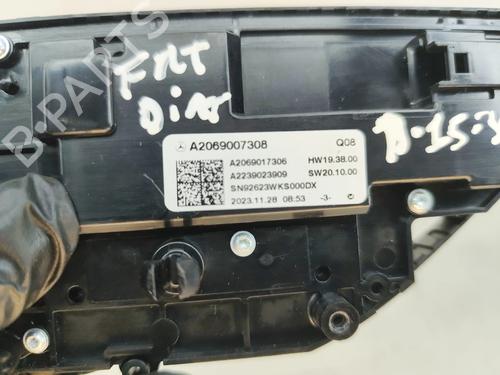 B-PARTS
FRT
DIR
A2069007308 Q08
A2069017306 HW19.38.00
A2239023909 SW20.10.00
SN92623WKS000DX
2023.11.28 08:53 -3-